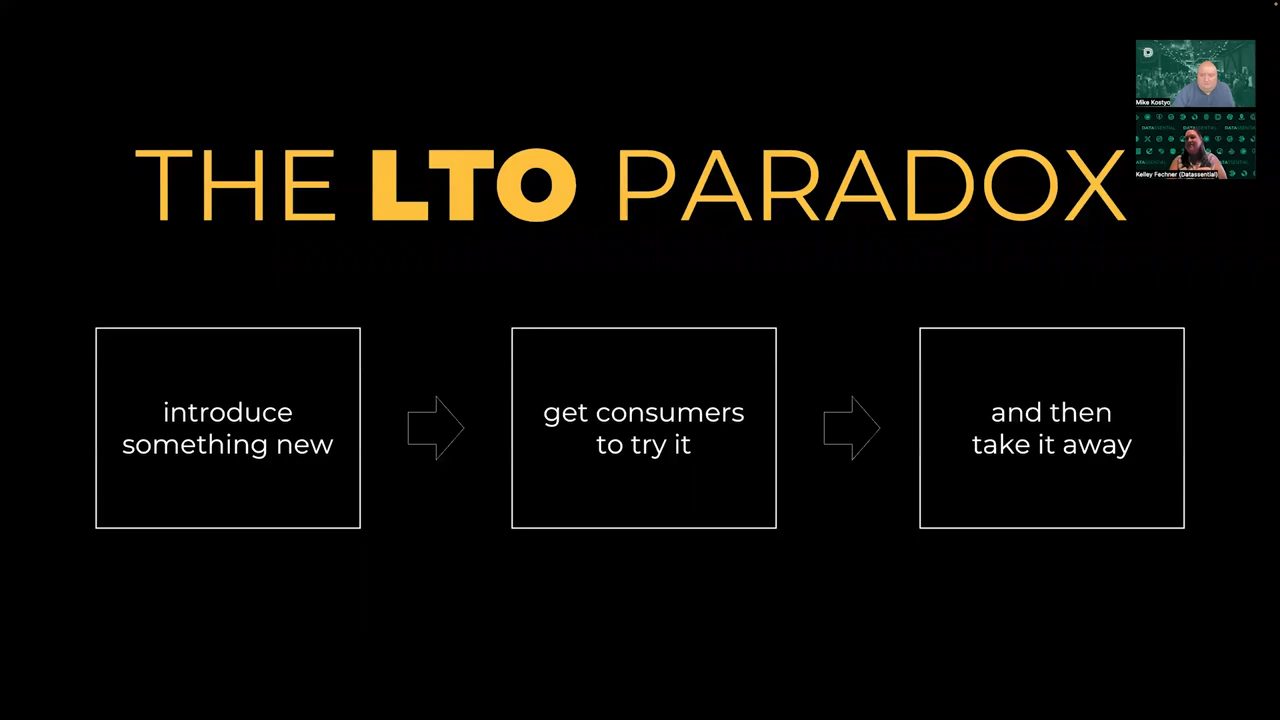 THE LTO PARADOX
introduce
something new
get consumers
to try it
and then
take it away
Mike Kostyo
DATASSENTIAL
Kelley Fechner (Datassential)